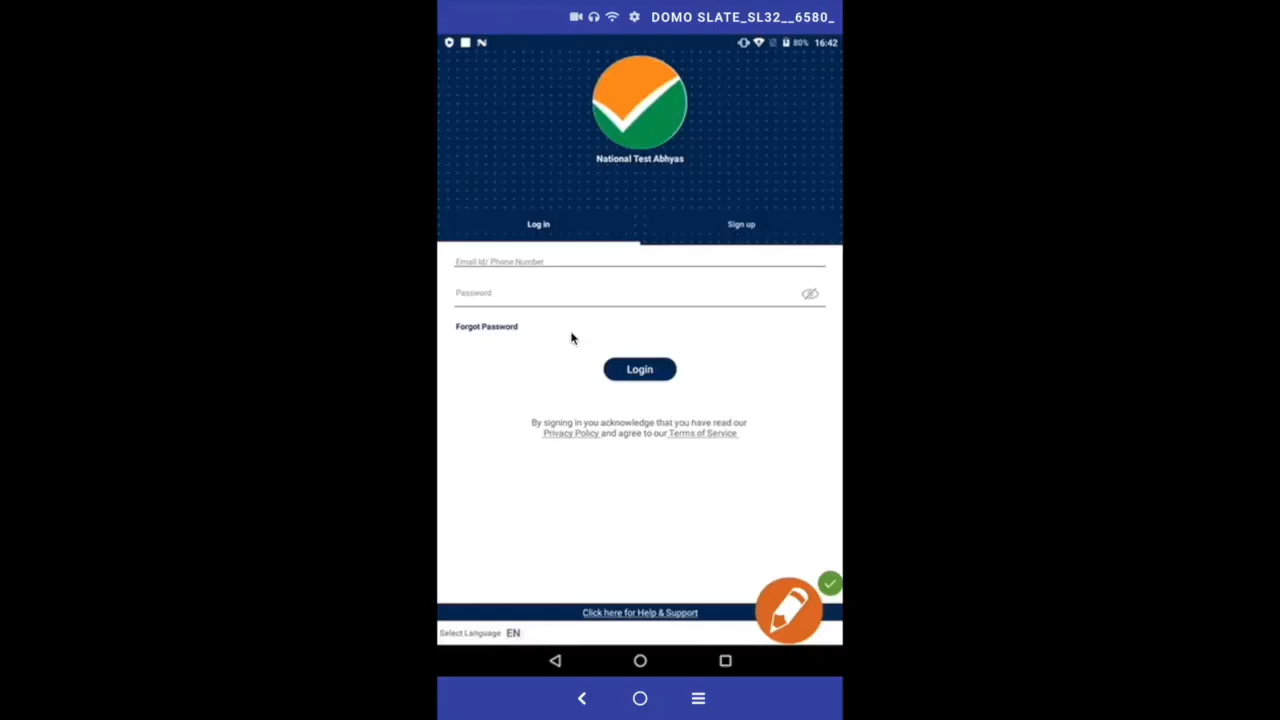 DOMO SLATE_SL32__6580_
80% 16:42
National Test Abhyas
Log in
Sign up
Email Id/ Phone Number
Password
Forgot Password
Login
By signing in you acknowledge that you have read our
Privacy Policy and agree to our Terms of Service
Click here for Help & Support
Select Language EN